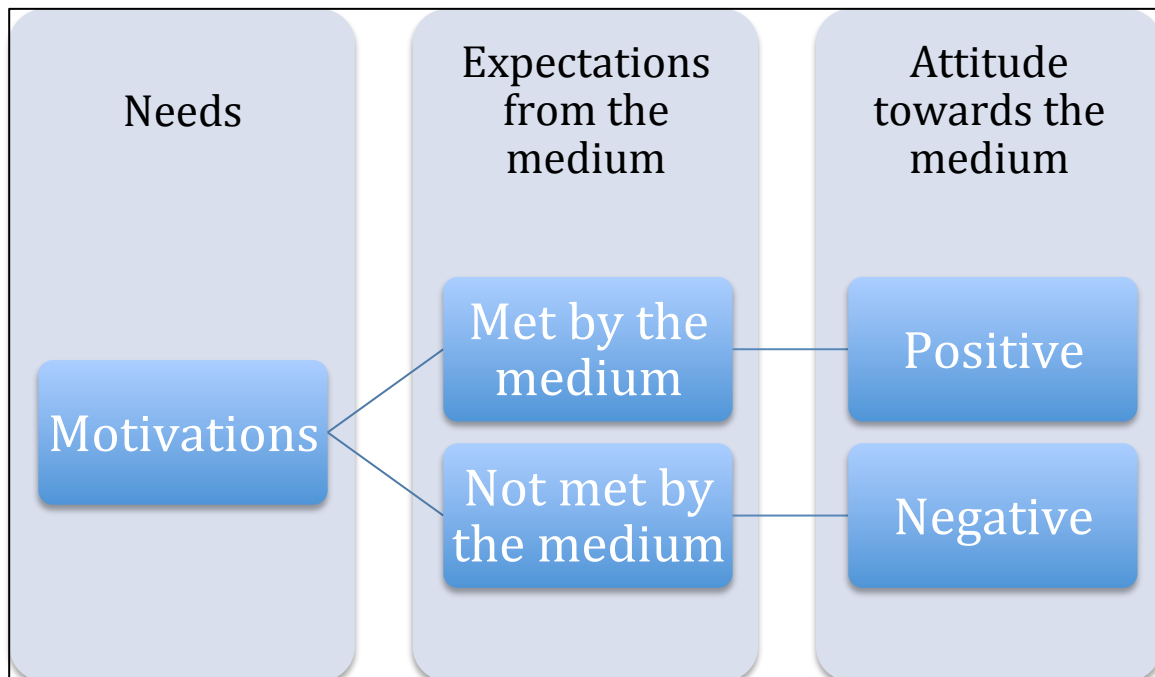 Needs
Expectations
from the
medium
Attitude
towards the
medium
Motivations
Met by the
medium
Not met by
the medium
Positive
Negative